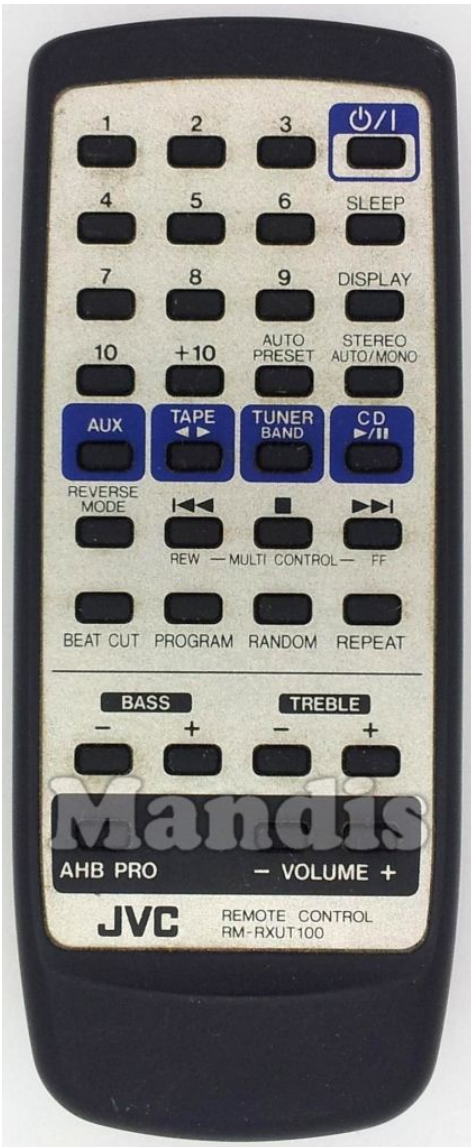 1 2 3 ⏻/I
4 5 6 SLEEP
7 8 9 DISPLAY
10 +10 AUTO PRESET STEREO AUTO/MONO
AUX TAPE ◄ ► TUNER BAND CD ►/II
REVERSE MODE I◄◄ ■ ►►I
REW — MULTI CONTROL — FF
BEAT CUT PROGRAM RANDOM REPEAT
BASS TREBLE
− + − +
Mandis
AHB PRO − VOLUME +
JVC REMOTE CONTROL
RM-RXUT100